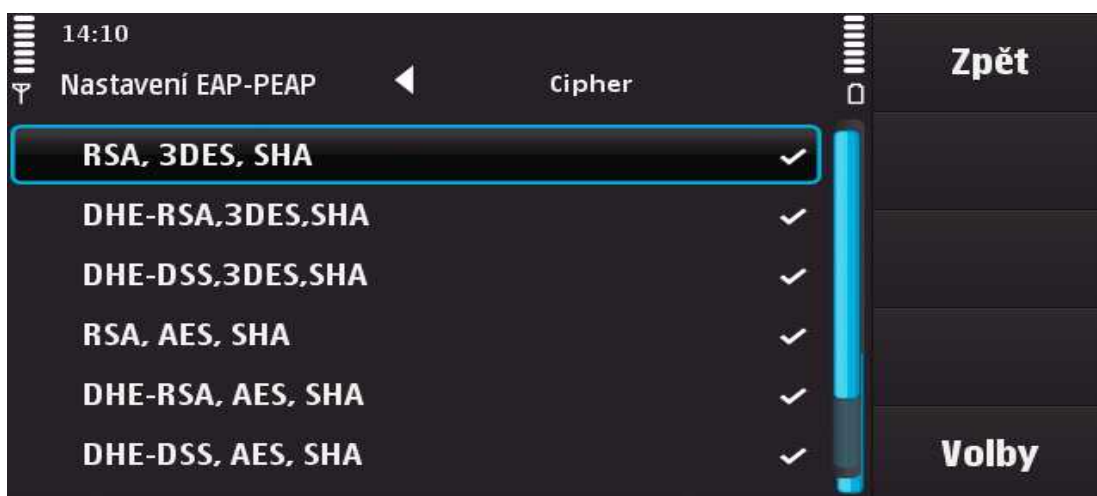 14:10
Zpět
Nastavení EAP-PEAP Cipher
RSA, 3DES, SHA
DHE-RSA,3DES,SHA
DHE-DSS,3DES,SHA
RSA, AES, SHA
DHE-RSA, AES, SHA
DHE-DSS, AES, SHA
Volby